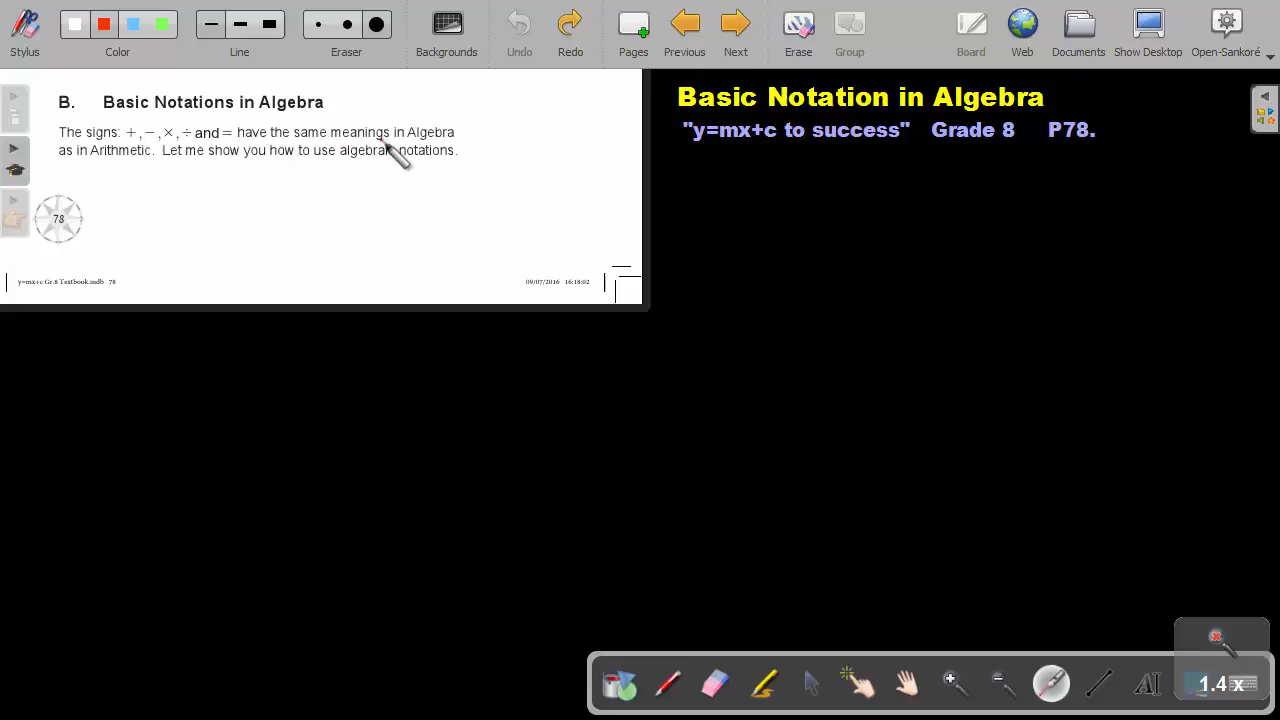 Stylus
Color
Line
Eraser
Backgrounds
Undo
Redo
Pages
Previous
Next
Erase
Group
Board
Web
Documents
Show Desktop
Open-Sankoré
B. Basic Notations in Algebra
The signs: +, −, ×, ÷ and = have the same meanings in Algebra
as in Arithmetic. Let me show you how to use algebraic notations.
78
y=mx+c Gr.8 Textbook.indb 78
09/07/2016 16:18:02
Basic Notation in Algebra
"y=mx+c to success" Grade 8 P78.
1.4 x